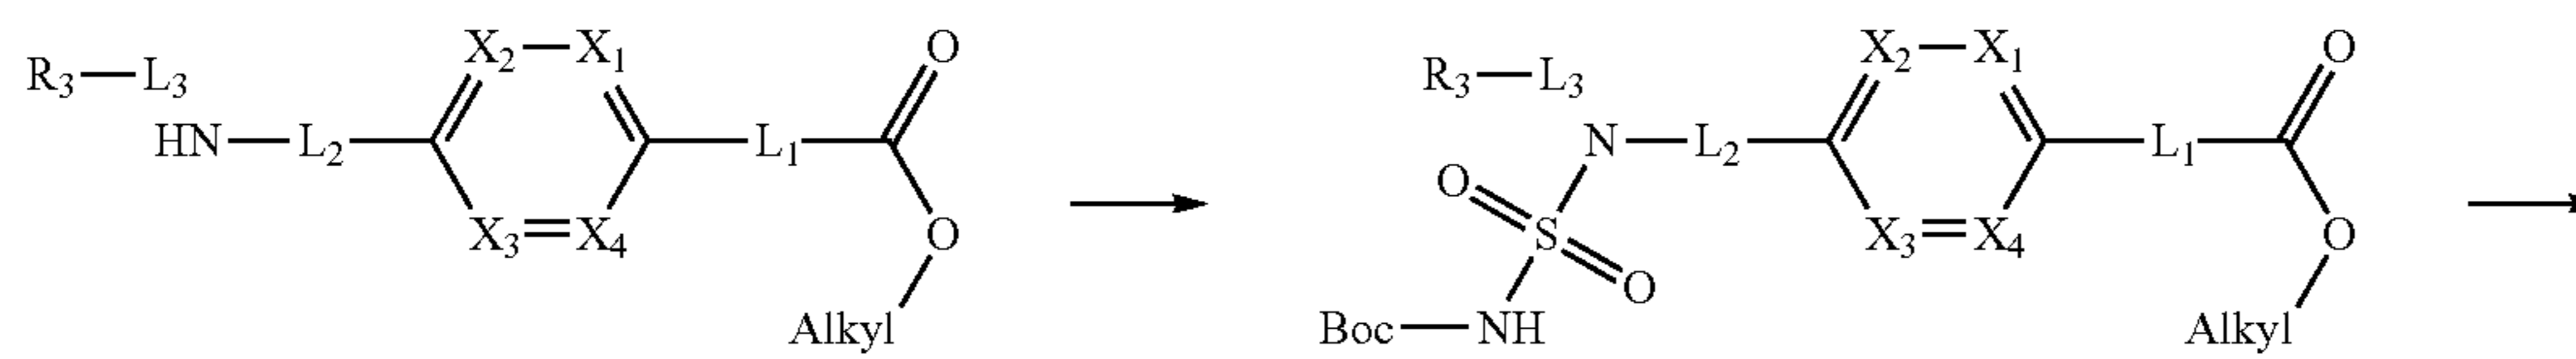 X₂ X₁ O X₂ X₁ O
R₃ L₃ R₃ L₃
HN L₂ L₁ N L₂ L₁
O
X₃ X₄ O S X₃ X₄ O
O
Alkyl Boc NH Alkyl